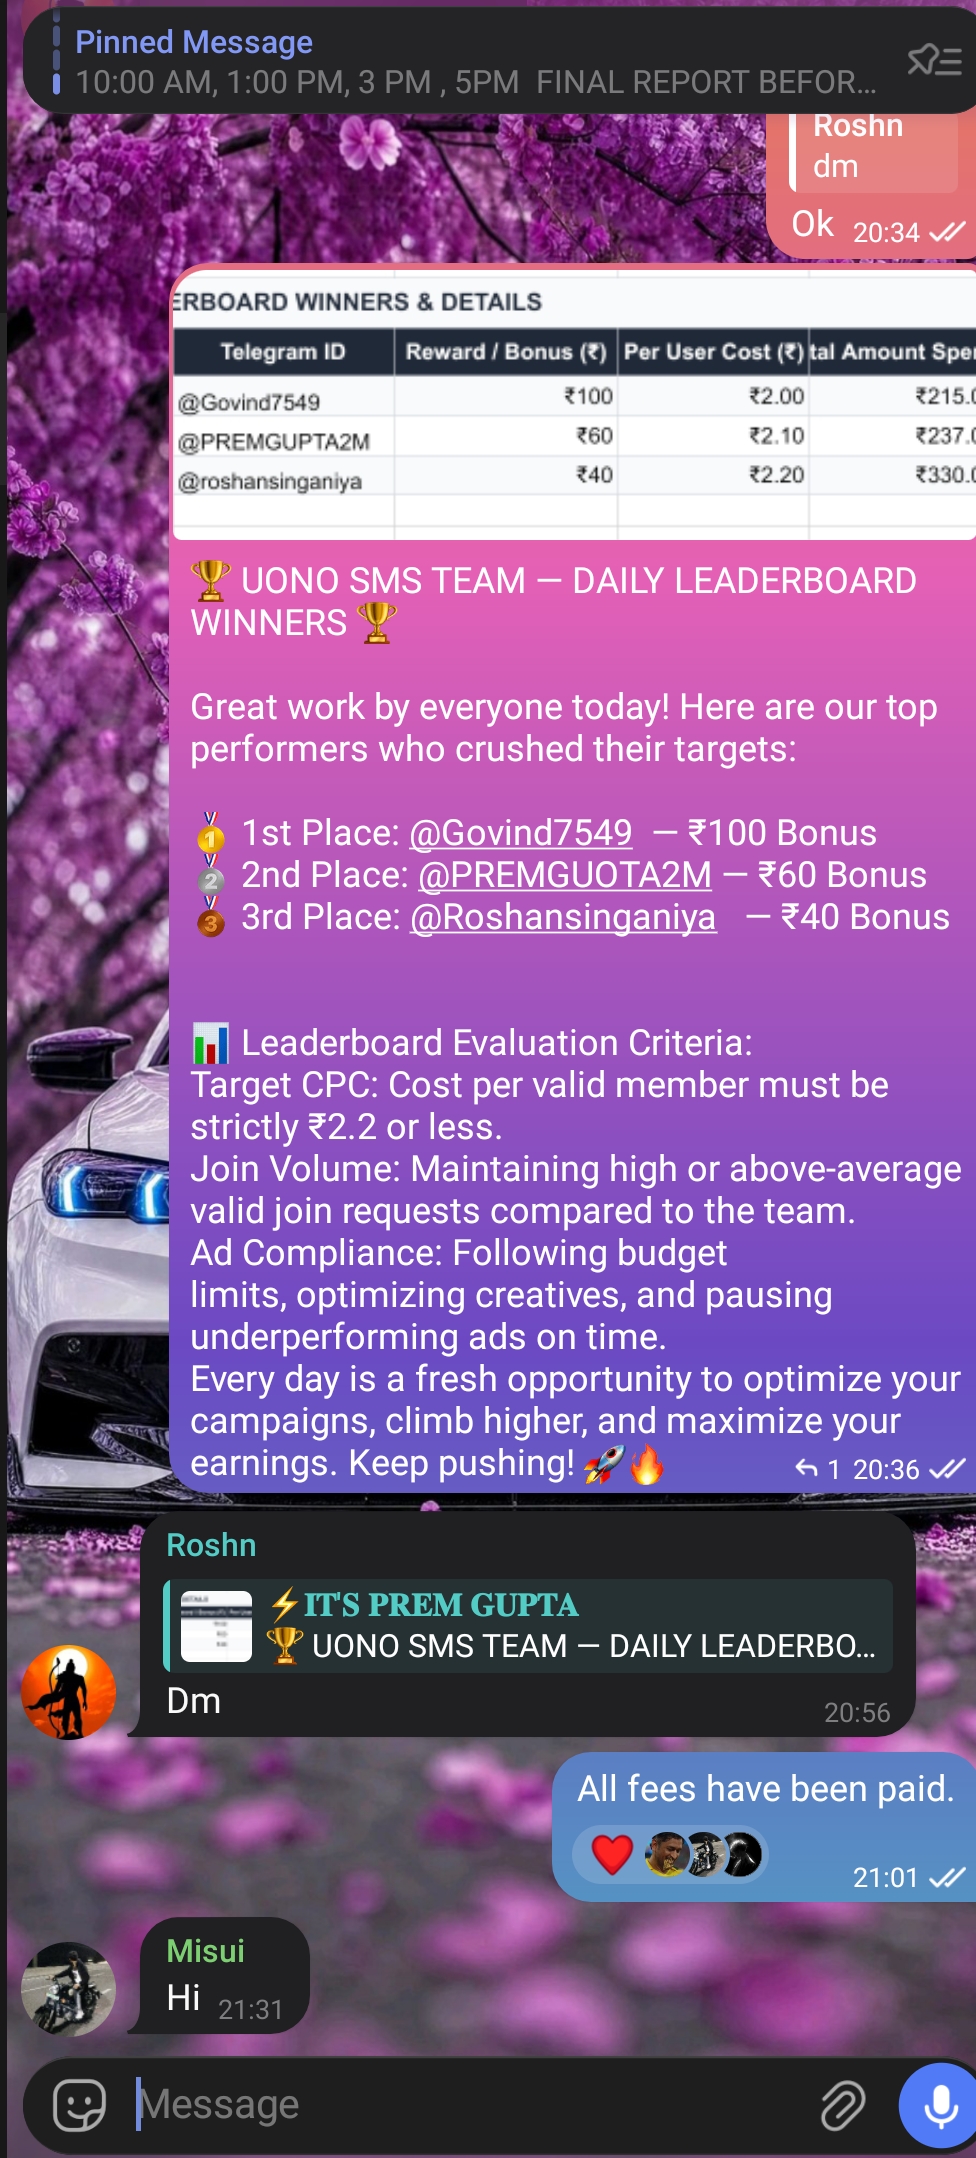 Pinned Message
10:00 AM, 1:00 PM, 3 PM , 5PM FINAL REPORT BEFOR...
Roshn
dm
Ok 20:34
ERBOARD WINNERS & DETAILS
Telegram ID Reward / Bonus (₹) Per User Cost (₹) tal Amount Spe
@Govind7549 ₹100 ₹2.00 ₹215.0
@PREMGUPTA2M ₹60 ₹2.10 ₹237.0
@roshansinganiya ₹40 ₹2.20 ₹330.0
🏆 UONO SMS TEAM — DAILY LEADERBOARD
WINNERS 🏆
Great work by everyone today! Here are our top
performers who crushed their targets:
🥇 1st Place: @Govind7549 — ₹100 Bonus
🥈 2nd Place: @PREMGUOTA2M — ₹60 Bonus
🥉 3rd Place: @Roshansinganiya — ₹40 Bonus
📊 Leaderboard Evaluation Criteria:
Target CPC: Cost per valid member must be
strictly ₹2.2 or less.
Join Volume: Maintaining high or above-average
valid join requests compared to the team.
Ad Compliance: Following budget
limits, optimizing creatives, and pausing
underperforming ads on time.
Every day is a fresh opportunity to optimize your
campaigns, climb higher, and maximize your
earnings. Keep pushing! 🚀🔥 1 20:36
Roshn
⚡IT'S PREM GUPTA
🏆 UONO SMS TEAM — DAILY LEADERBO...
Dm 20:56
All fees have been paid.
21:01
Misui
Hi 21:31
Message